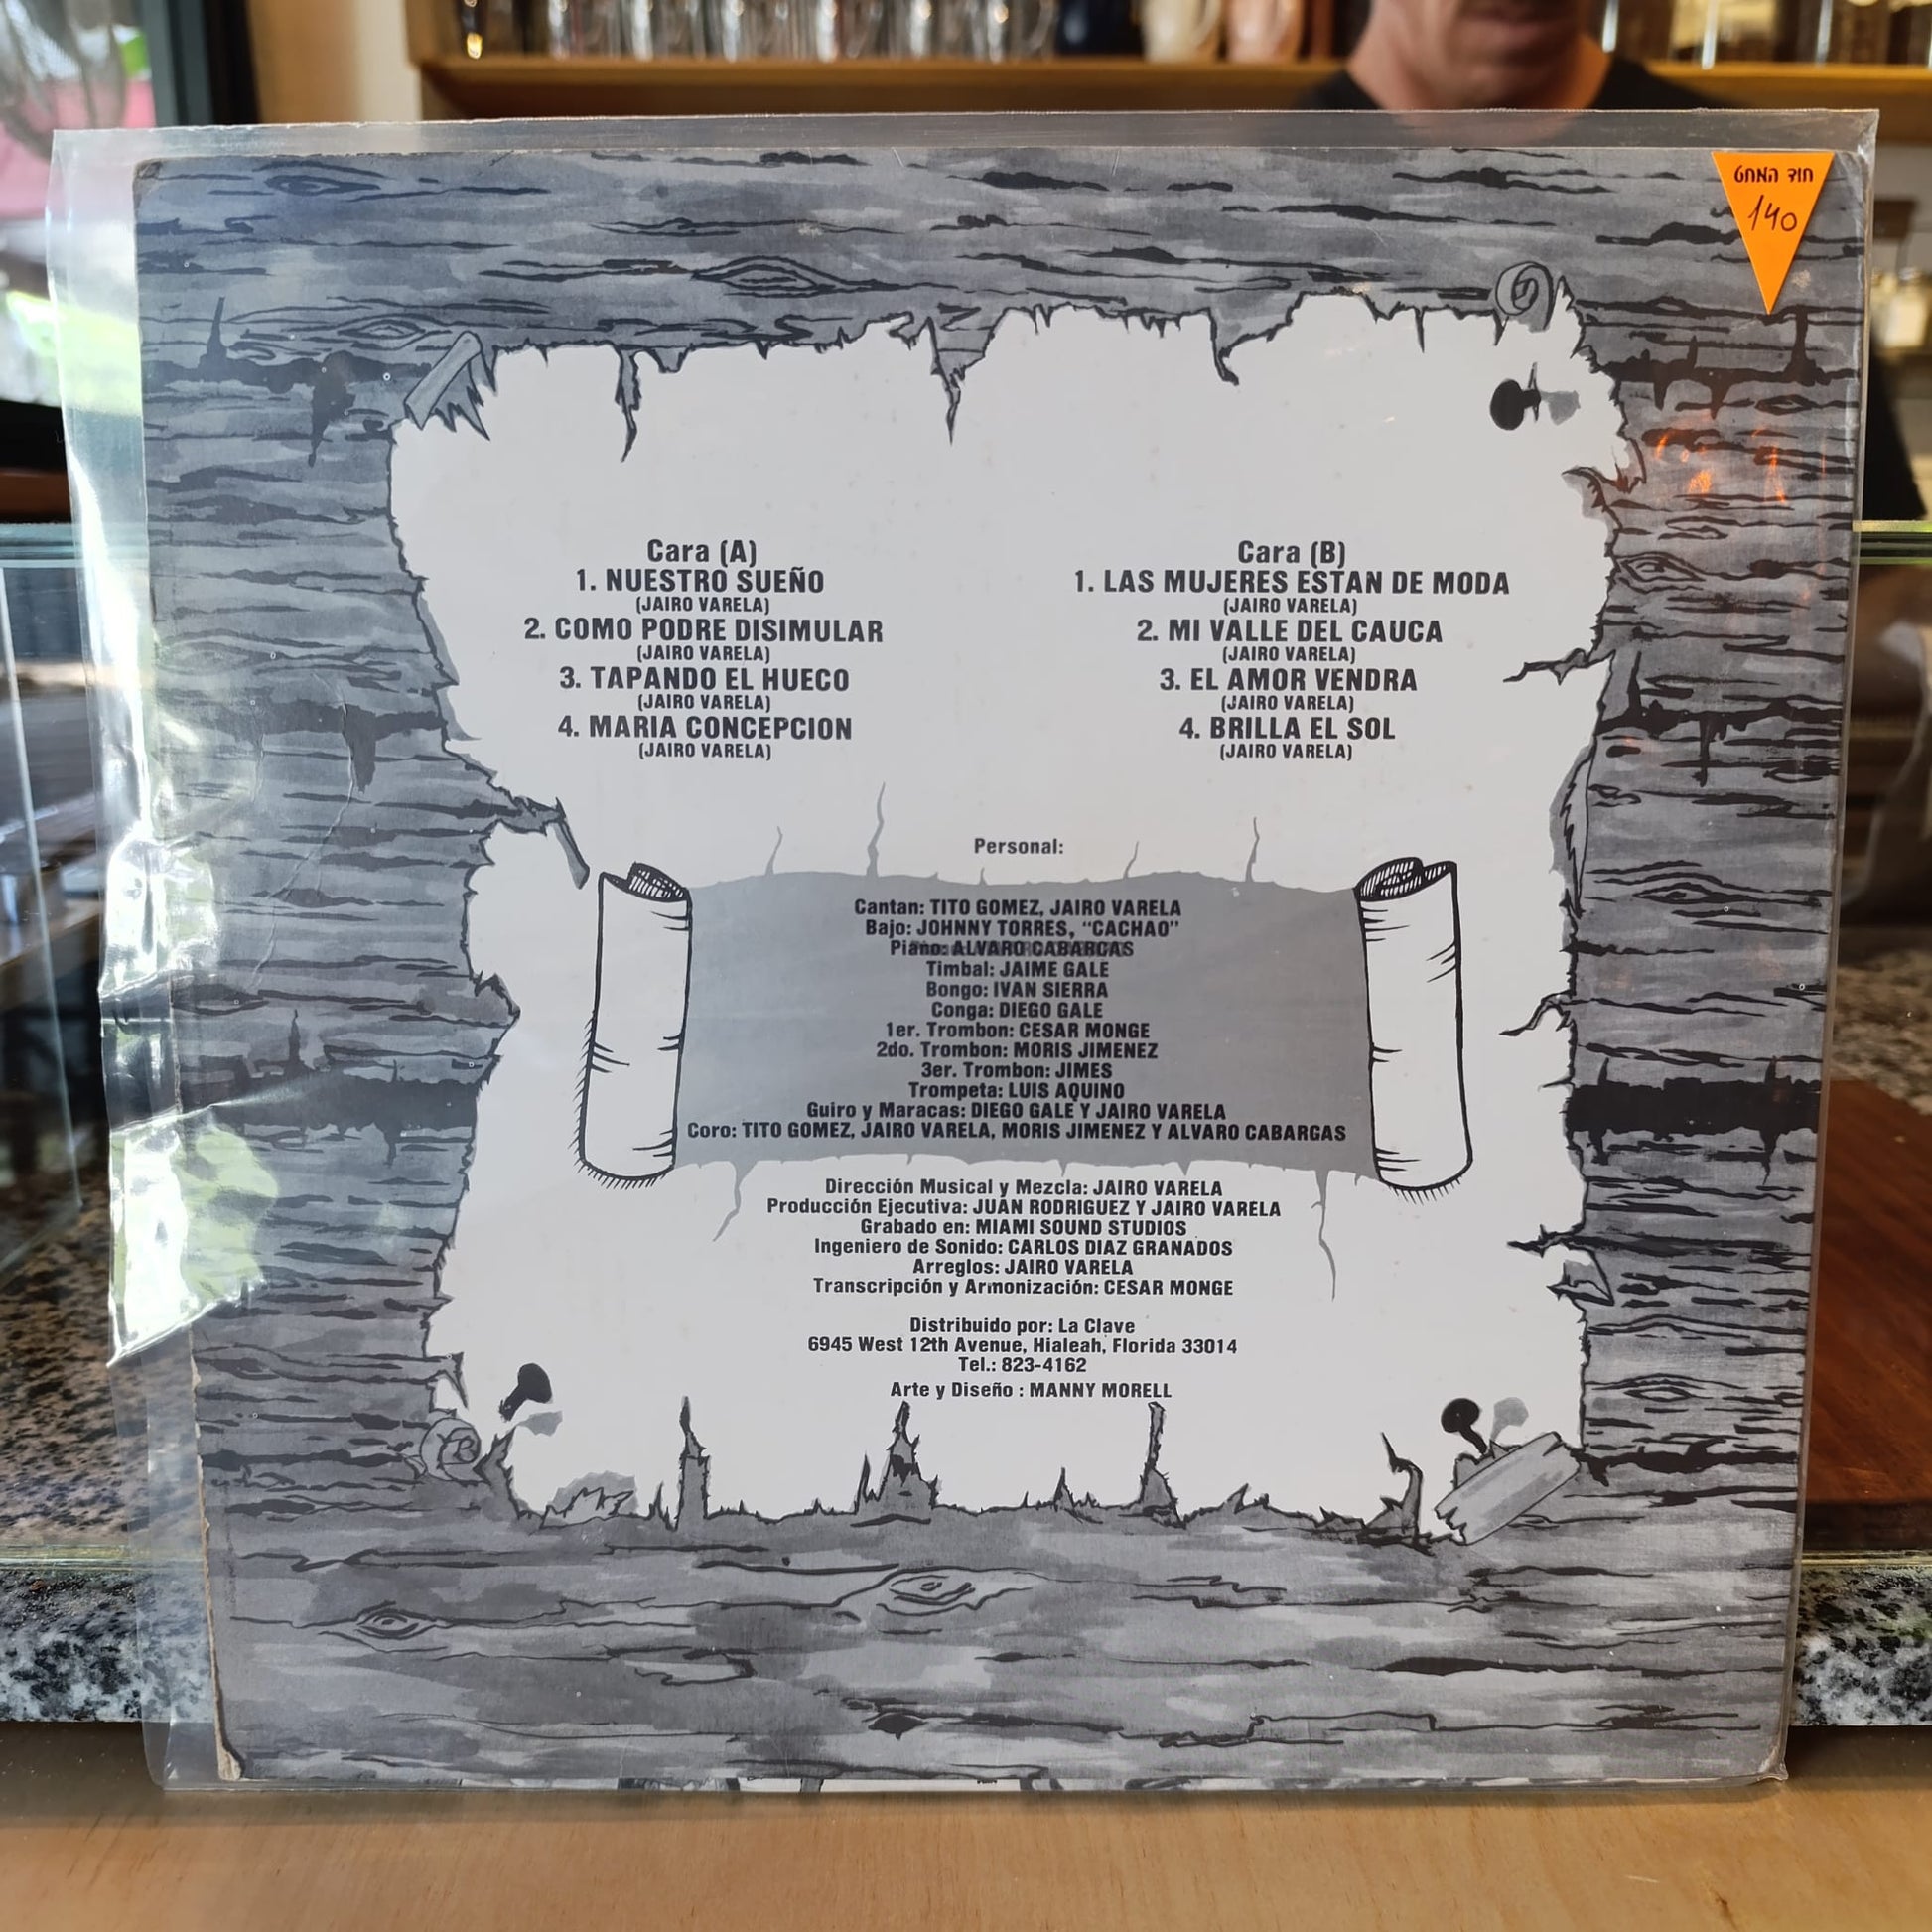 חוד המחט
140
Cara (A)
1. NUESTRO SUEÑO
(JAIRO VARELA)
2. COMO PODRE DISIMULAR
(JAIRO VARELA)
3. TAPANDO EL HUECO
(JAIRO VARELA)
4. MARIA CONCEPCION
(JAIRO VARELA)
Cara (B)
1. LAS MUJERES ESTAN DE MODA
(JAIRO VARELA)
2. MI VALLE DEL CAUCA
(JAIRO VARELA)
3. EL AMOR VENDRA
(JAIRO VARELA)
4. BRILLA EL SOL
(JAIRO VARELA)
Personal:
Cantan: TITO GOMEZ, JAIRO VARELA
Bajo: JOHNNY TORRES, “CACHAO”
Piano: ALVARO CABARCAS
Timbal: JAIME GALE
Bongo: IVAN SIERRA
Conga: DIEGO GALE
1er. Trombon: CESAR MONGE
2do. Trombon: MORIS JIMENEZ
3er. Trombon: JIMES
Trompeta: LUIS AQUINO
Guiro y Maracas: DIEGO GALE Y JAIRO VARELA
Coro: TITO GOMEZ, JAIRO VARELA, MORIS JIMENEZ Y ALVARO CABARGAS
Dirección Musical y Mezcla: JAIRO VARELA
Producción Ejecutiva: JUAN RODRIGUEZ Y JAIRO VARELA
Grabado en: MIAMI SOUND STUDIOS
Ingeniero de Sonido: CARLOS DIAZ GRANADOS
Arreglos: JAIRO VARELA
Transcripción y Armonización: CESAR MONGE
Distribuido por: La Clave
6945 West 12th Avenue, Hialeah, Florida 33014
Tel.: 823-4162
Arte y Diseño : MANNY MORELL